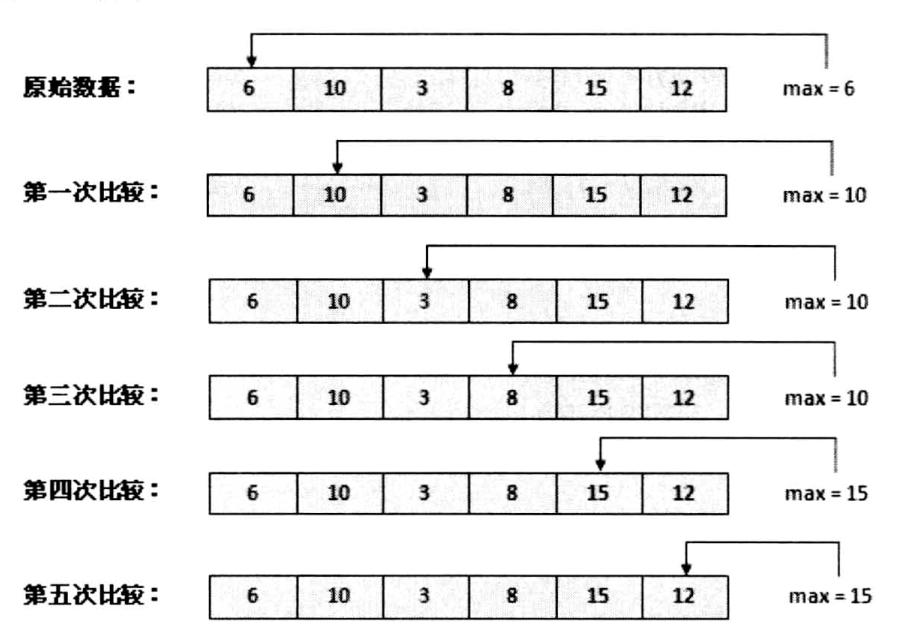 原始数据： 6 10 3 8 15 12 max = 6
第一次比较： 6 10 3 8 15 12 max = 10
第二次比较： 6 10 3 8 15 12 max = 10
第三次比较： 6 10 3 8 15 12 max = 10
第四次比较： 6 10 3 8 15 12 max = 15
第五次比较： 6 10 3 8 15 12 max = 15